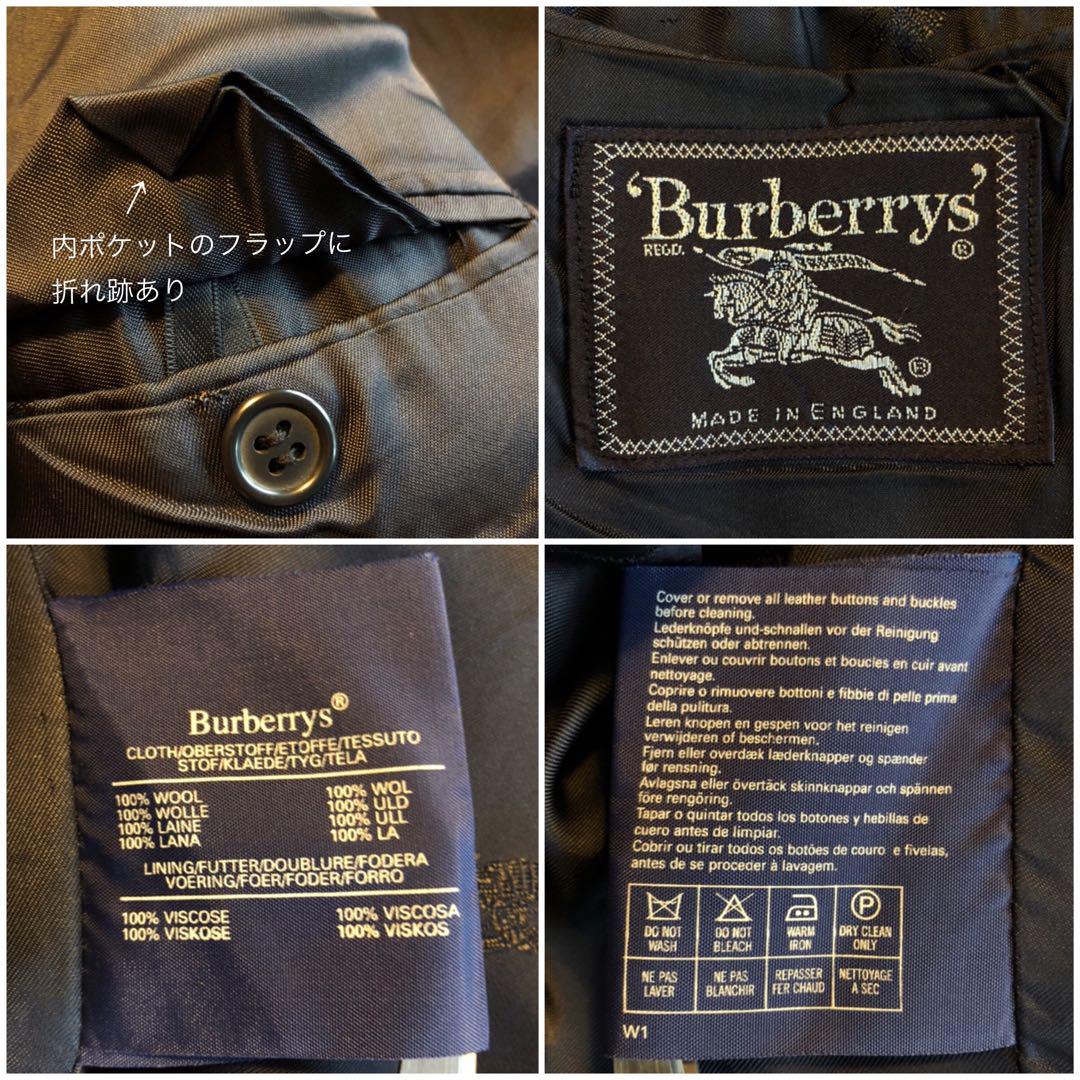 内ポケットのフラップに
折れ跡あり
'Burberrys'
REGD. ®
®
MADE IN ENGLAND
Burberrys®
CLOTH/OBERSTOFF/ETOFFE/TESSUTO
STOF/KLAEDE/TYG/TELA
100% WOOL 100% WOL
100% WOLLE 100% ULD
100% LAINE 100% ULL
100% LANA 100% LA
LINING/FUTTER/DOUBLURE/FODERA
VOERING/FOER/FODER/FORRO
100% VISCOSE 100% VISCOSA
100% VISKOSE 100% VISKOS
Cover or remove all leather buttons and buckles
before cleaning.
Lederknöpfe und-schnallen vor der Reinigung
schützen oder abtrennen.
Enlever ou couvrir boutons et boucles en cuir avant
nettoyage.
Coprire o rimuovere bottoni e fibbie di pelle prima
della pulitura.
Leren knopen en gespen voor het reinigen
verwijderen of beschermen.
Fjern eller overdæk læderknapper og spænder
før rensning.
Avlagsna eller övertäck skinnknappar och spännen
före rengöring.
Tapar o quintar todos los botones y hebillas de
cuero antes de limpiar.
Cobrir ou tirar todos os botões de couro e fivelas,
antes de se proceder à lavagem.
P
DO NOT WASH DO NOT BLEACH WARM IRON DRY CLEAN ONLY
NE PAS LAVER NE PAS BLANCHIR REPASSER FER CHAUD NETTOYAGE A SEC
W1